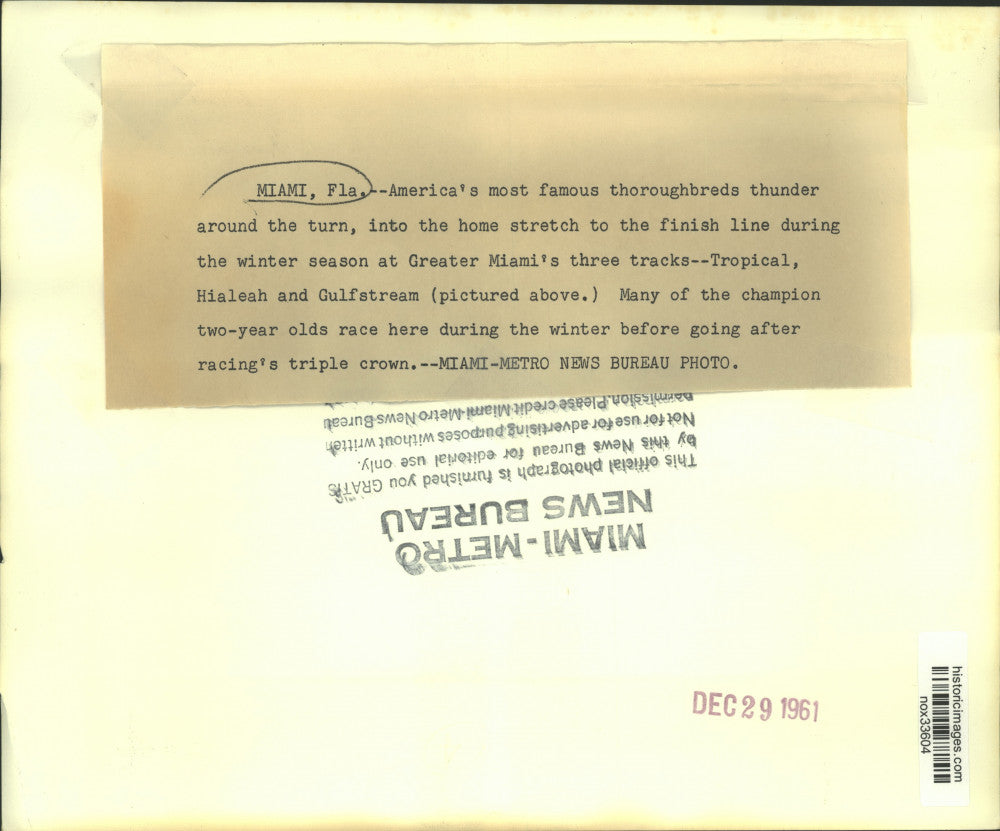 MIAMI, Fla.--America's most famous thoroughbreds thunder
around the turn, into the home stretch to the finish line during
the winter season at Greater Miami's three tracks--Tropical,
Hialeah and Gulfstream (pictured above.)  Many of the champion
two-year olds race here during the winter before going after
racing's triple crown.--MIAMI-METRO NEWS BUREAU PHOTO.
MIAMI-METRO
NEWS BUREAU
This official photograph is furnished you GRATIS
by this News Bureau for editorial use only.
Not for use for advertising purposes without written
permission. Please credit Miami-Metro News Bureau
DEC 29 1961
historicimages.com
nox33604